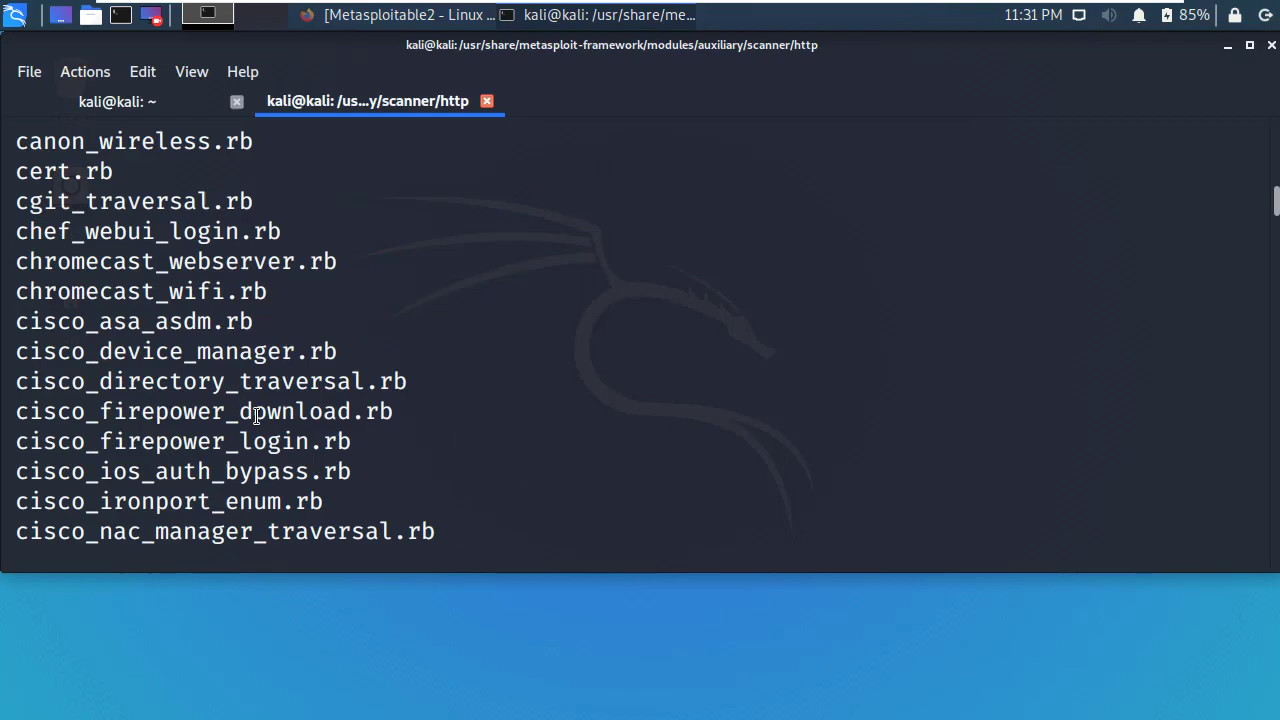 [Metasploitable2 - Linux ...
kali@kali: /usr/share/me...
11:31 PM
85%
kali@kali: /usr/share/metasploit-framework/modules/auxiliary/scanner/http
File Actions Edit View Help
kali@kali: ~
kali@kali: /us...y/scanner/http
canon_wireless.rb
cert.rb
cgit_traversal.rb
chef_webui_login.rb
chromecast_webserver.rb
chromecast_wifi.rb
cisco_asa_asdm.rb
cisco_device_manager.rb
cisco_directory_traversal.rb
cisco_firepower_download.rb
cisco_firepower_login.rb
cisco_ios_auth_bypass.rb
cisco_ironport_enum.rb
cisco_nac_manager_traversal.rb